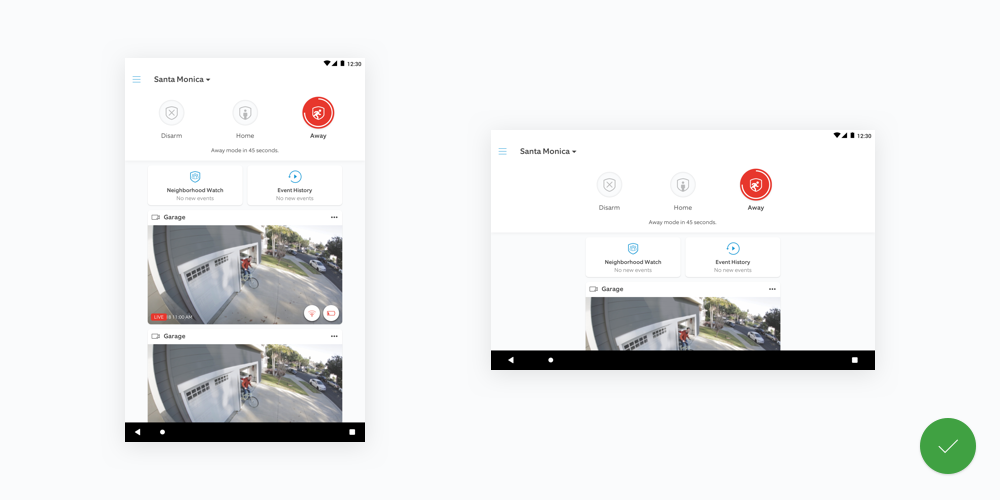 12:30
Santa Monica
Disarm
Home
Away
Away mode in 45 seconds.
Neighborhood Watch
Event History
No new events
No new events
Garage
LIVE
11:00 AM
Garage
12:30
Santa Monica
Disarm
Home
Away
Away mode in 45 seconds.
Neighborhood Watch
Event History
No new events
No new events
Garage